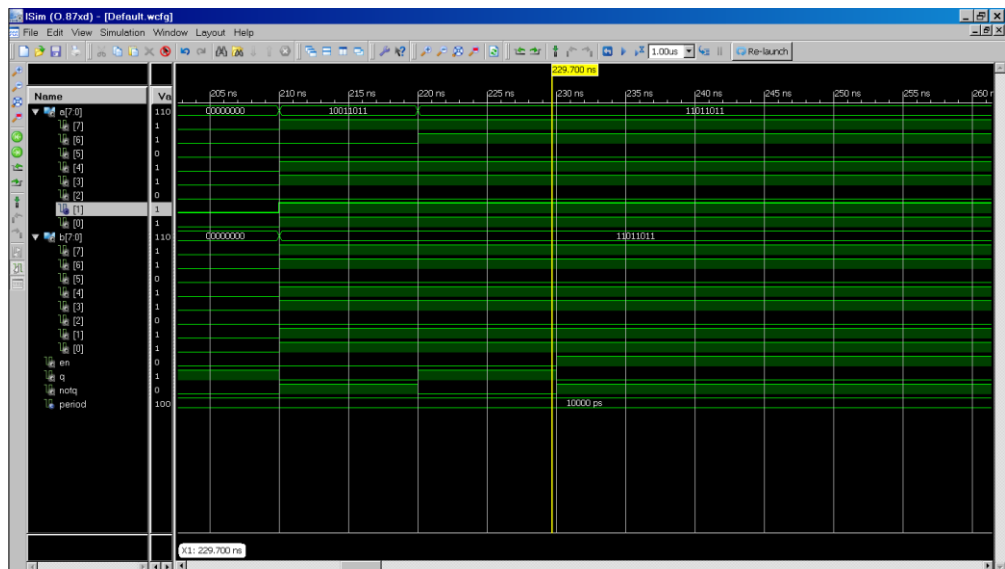 ISim (O.87xd) - [Default.wcfg]
File Edit View Simulation Window Layout Help
1.00us Re-launch
229.700 ns
Name Va
205 ns 210 ns 215 ns 220 ns 225 ns 230 ns 235 ns 240 ns 245 ns 250 ns 255 ns 260 r
a[7:0] 110 00000000 10011011 11011011
[7] 1
[6] 1
[5] 0
[4] 1
[3] 1
[2] 0
[1] 1
[0] 1
b[7:0] 110 00000000 11011011
[7] 1
[6] 1
[5] 0
[4] 1
[3] 1
[2] 0
[1] 1
[0] 1
en 0
q 1
notq 0
period 100 10000 ps
X1: 229.700 ns